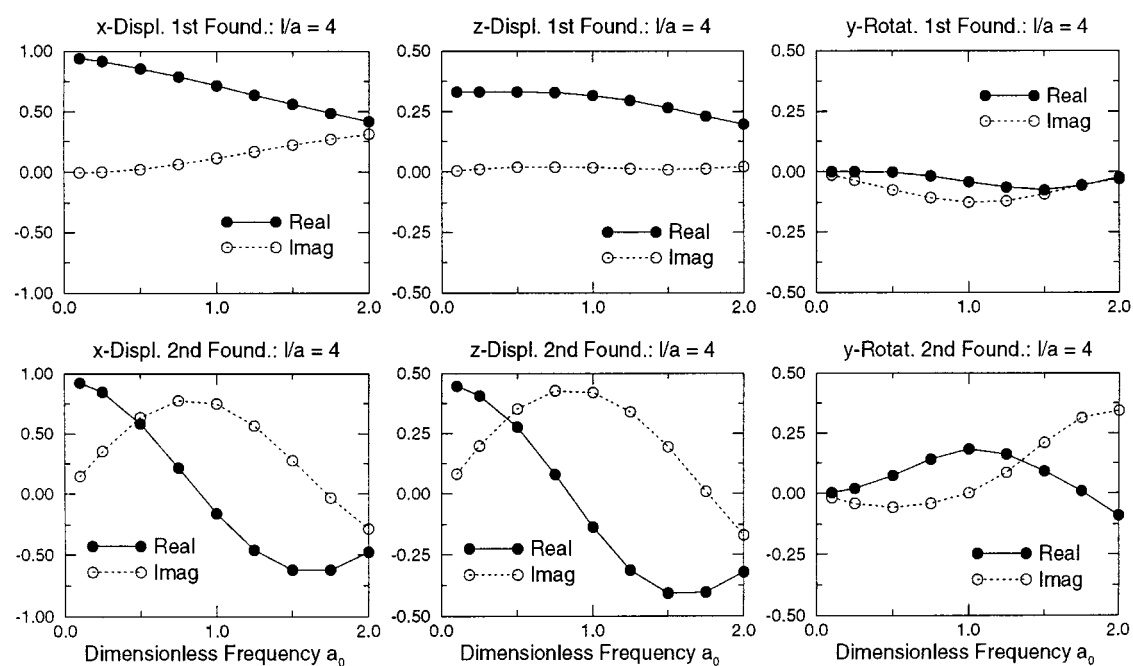 x-Displ. 1st Found.: l/a = 4
1.00
0.50
0.00
-0.50
-1.00
0.0
1.0
2.0
Real
Imag
z-Displ. 1st Found.: l/a = 4
0.50
0.25
0.00
-0.25
-0.50
0.0
1.0
2.0
Real
Imag
y-Rotat. 1st Found.: l/a = 4
0.50
0.25
0.00
-0.25
-0.50
0.0
1.0
2.0
Real
Imag
x-Displ. 2nd Found.: l/a = 4
1.00
0.50
0.00
-0.50
-1.00
0.0
1.0
2.0
Real
Imag
Dimensionless Frequency a₀
z-Displ. 2nd Found.: l/a = 4
0.50
0.25
0.00
-0.25
-0.50
0.0
1.0
2.0
Real
Imag
Dimensionless Frequency a₀
y-Rotat. 2nd Found.: l/a = 4
0.50
0.25
0.00
-0.25
-0.50
0.0
1.0
2.0
Real
Imag
Dimensionless Frequency a₀